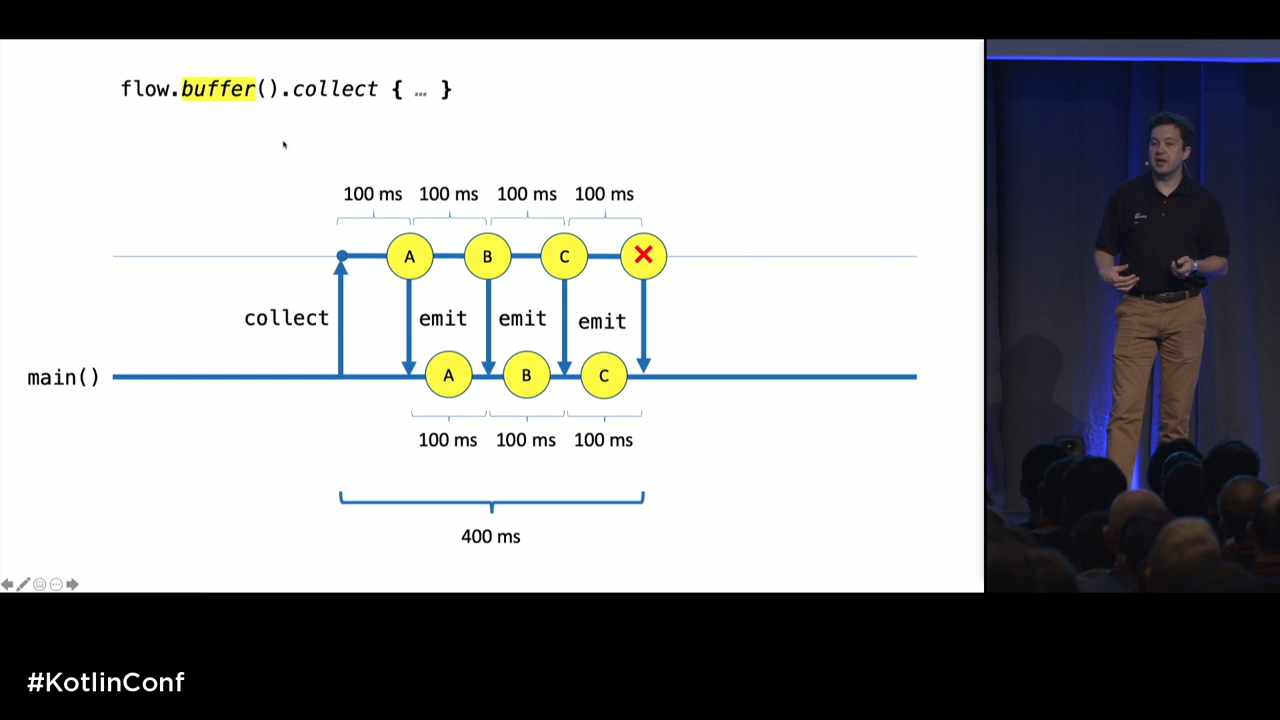 flow.buffer().collect { … }
100 ms 100 ms 100 ms 100 ms
A B C
collect emit emit emit
main() A B C
100 ms 100 ms 100 ms
400 ms
#KotlinConf